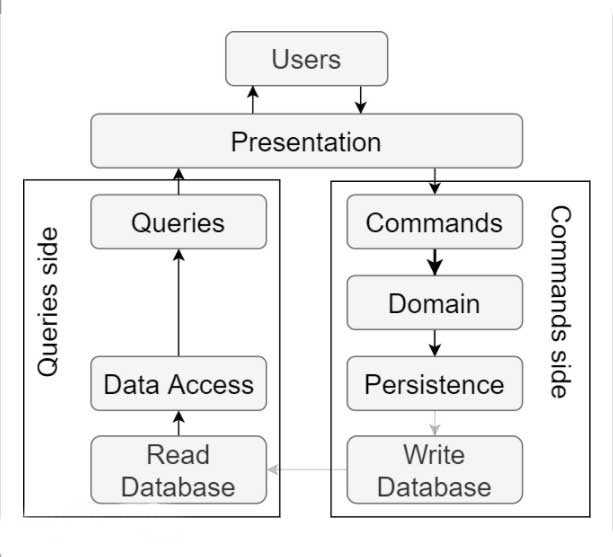 Users
Presentation
Queries side
Queries
Data Access
Read
Database
Commands
Domain
Persistence
Write
Database
Commands side